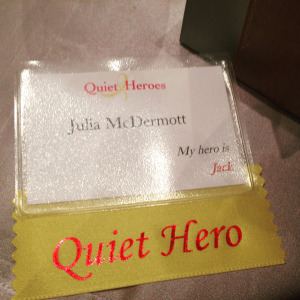 Quiet Heroes
Julia McDermott
My hero is
Jack
Quiet Hero